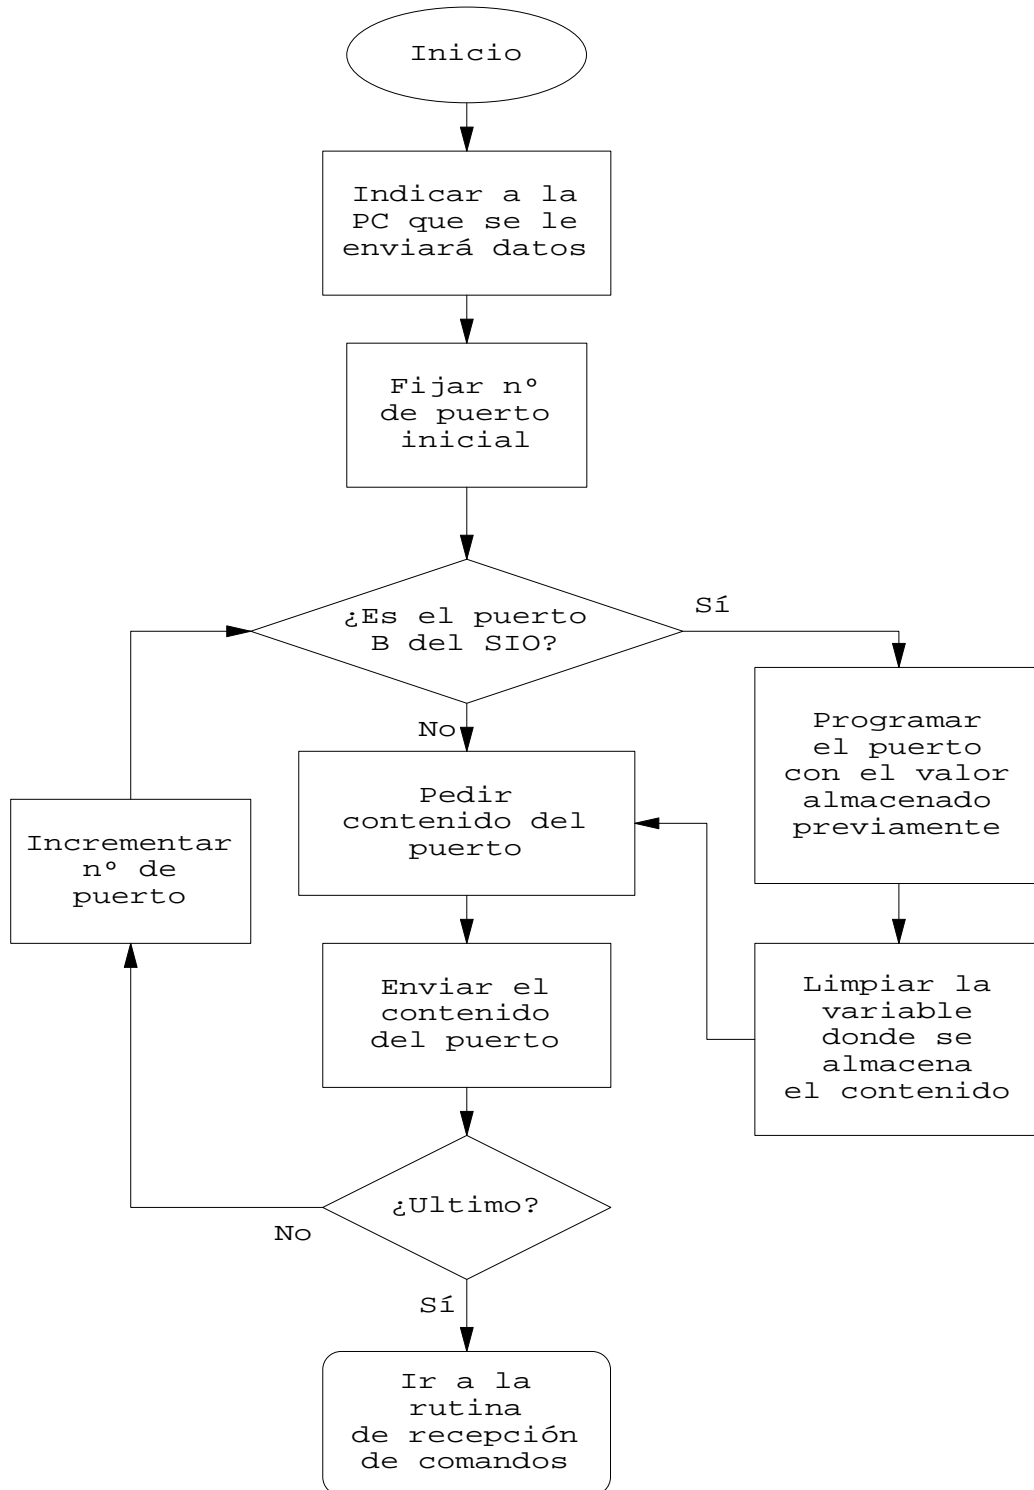 Inicio
Indicar a la
PC que se le
enviará datos
Fijar nº
de puerto
inicial
¿Es el puerto
B del SIO?
Sí
No
Programar
el puerto
con el valor
almacenado
previamente
Pedir
contenido del
puerto
Incrementar
nº de
puerto
Enviar el
contenido
del puerto
Limpiar la
variable
donde se
almacena
el contenido
¿Ultimo?
No
Sí
Ir a la
rutina
de recepción
de comandos